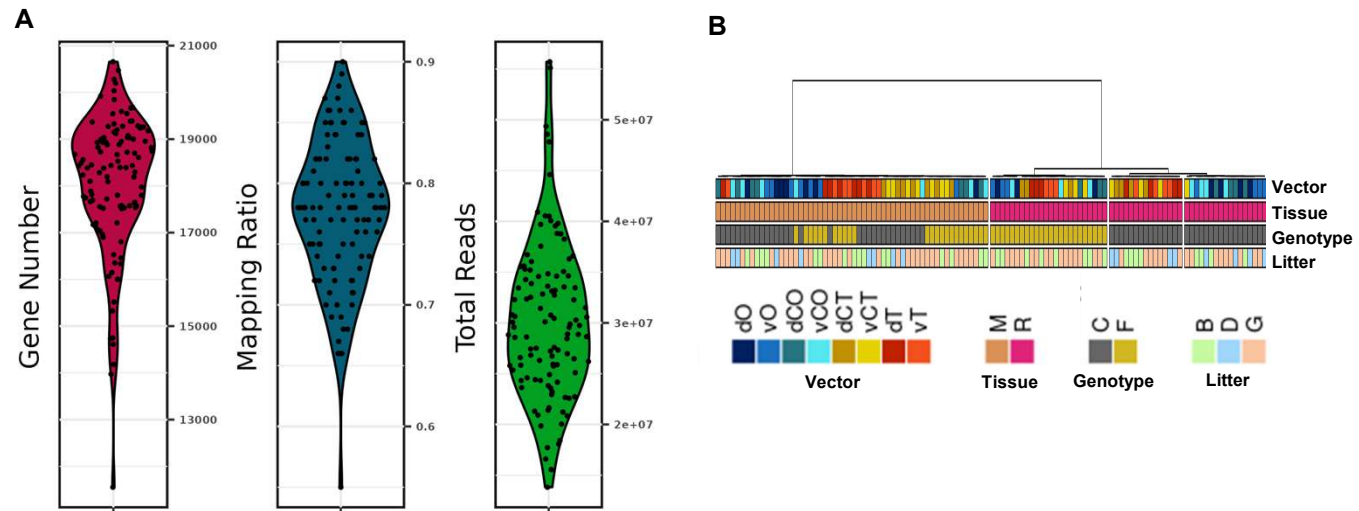 A
B
Gene Number
21000
19000
17000
15000
13000
Mapping Ratio
0.9
0.8
0.7
0.6
Total Reads
5e+07
4e+07
3e+07
2e+07
Vector
Tissue
Genotype
Litter
dO
vO
dCO
vCO
dCT
vCT
dT
vT
M
R
C
F
B
D
G
Vector
Tissue
Genotype
Litter